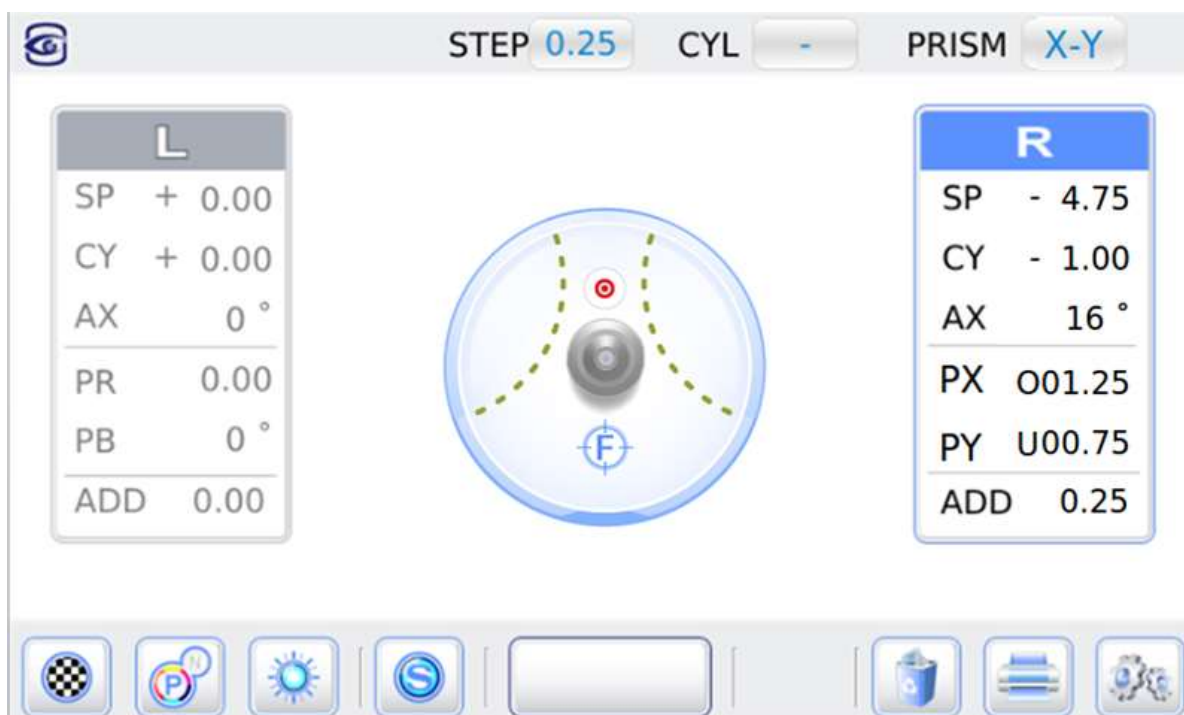 STEP 0.25 CYL - PRISM X-Y
L
SP + 0.00
CY + 0.00
AX 0 °
PR 0.00
PB 0 °
ADD 0.00
F
R
SP - 4.75
CY - 1.00
AX 16 °
PX O01.25
PY U00.75
ADD 0.25
P N
S